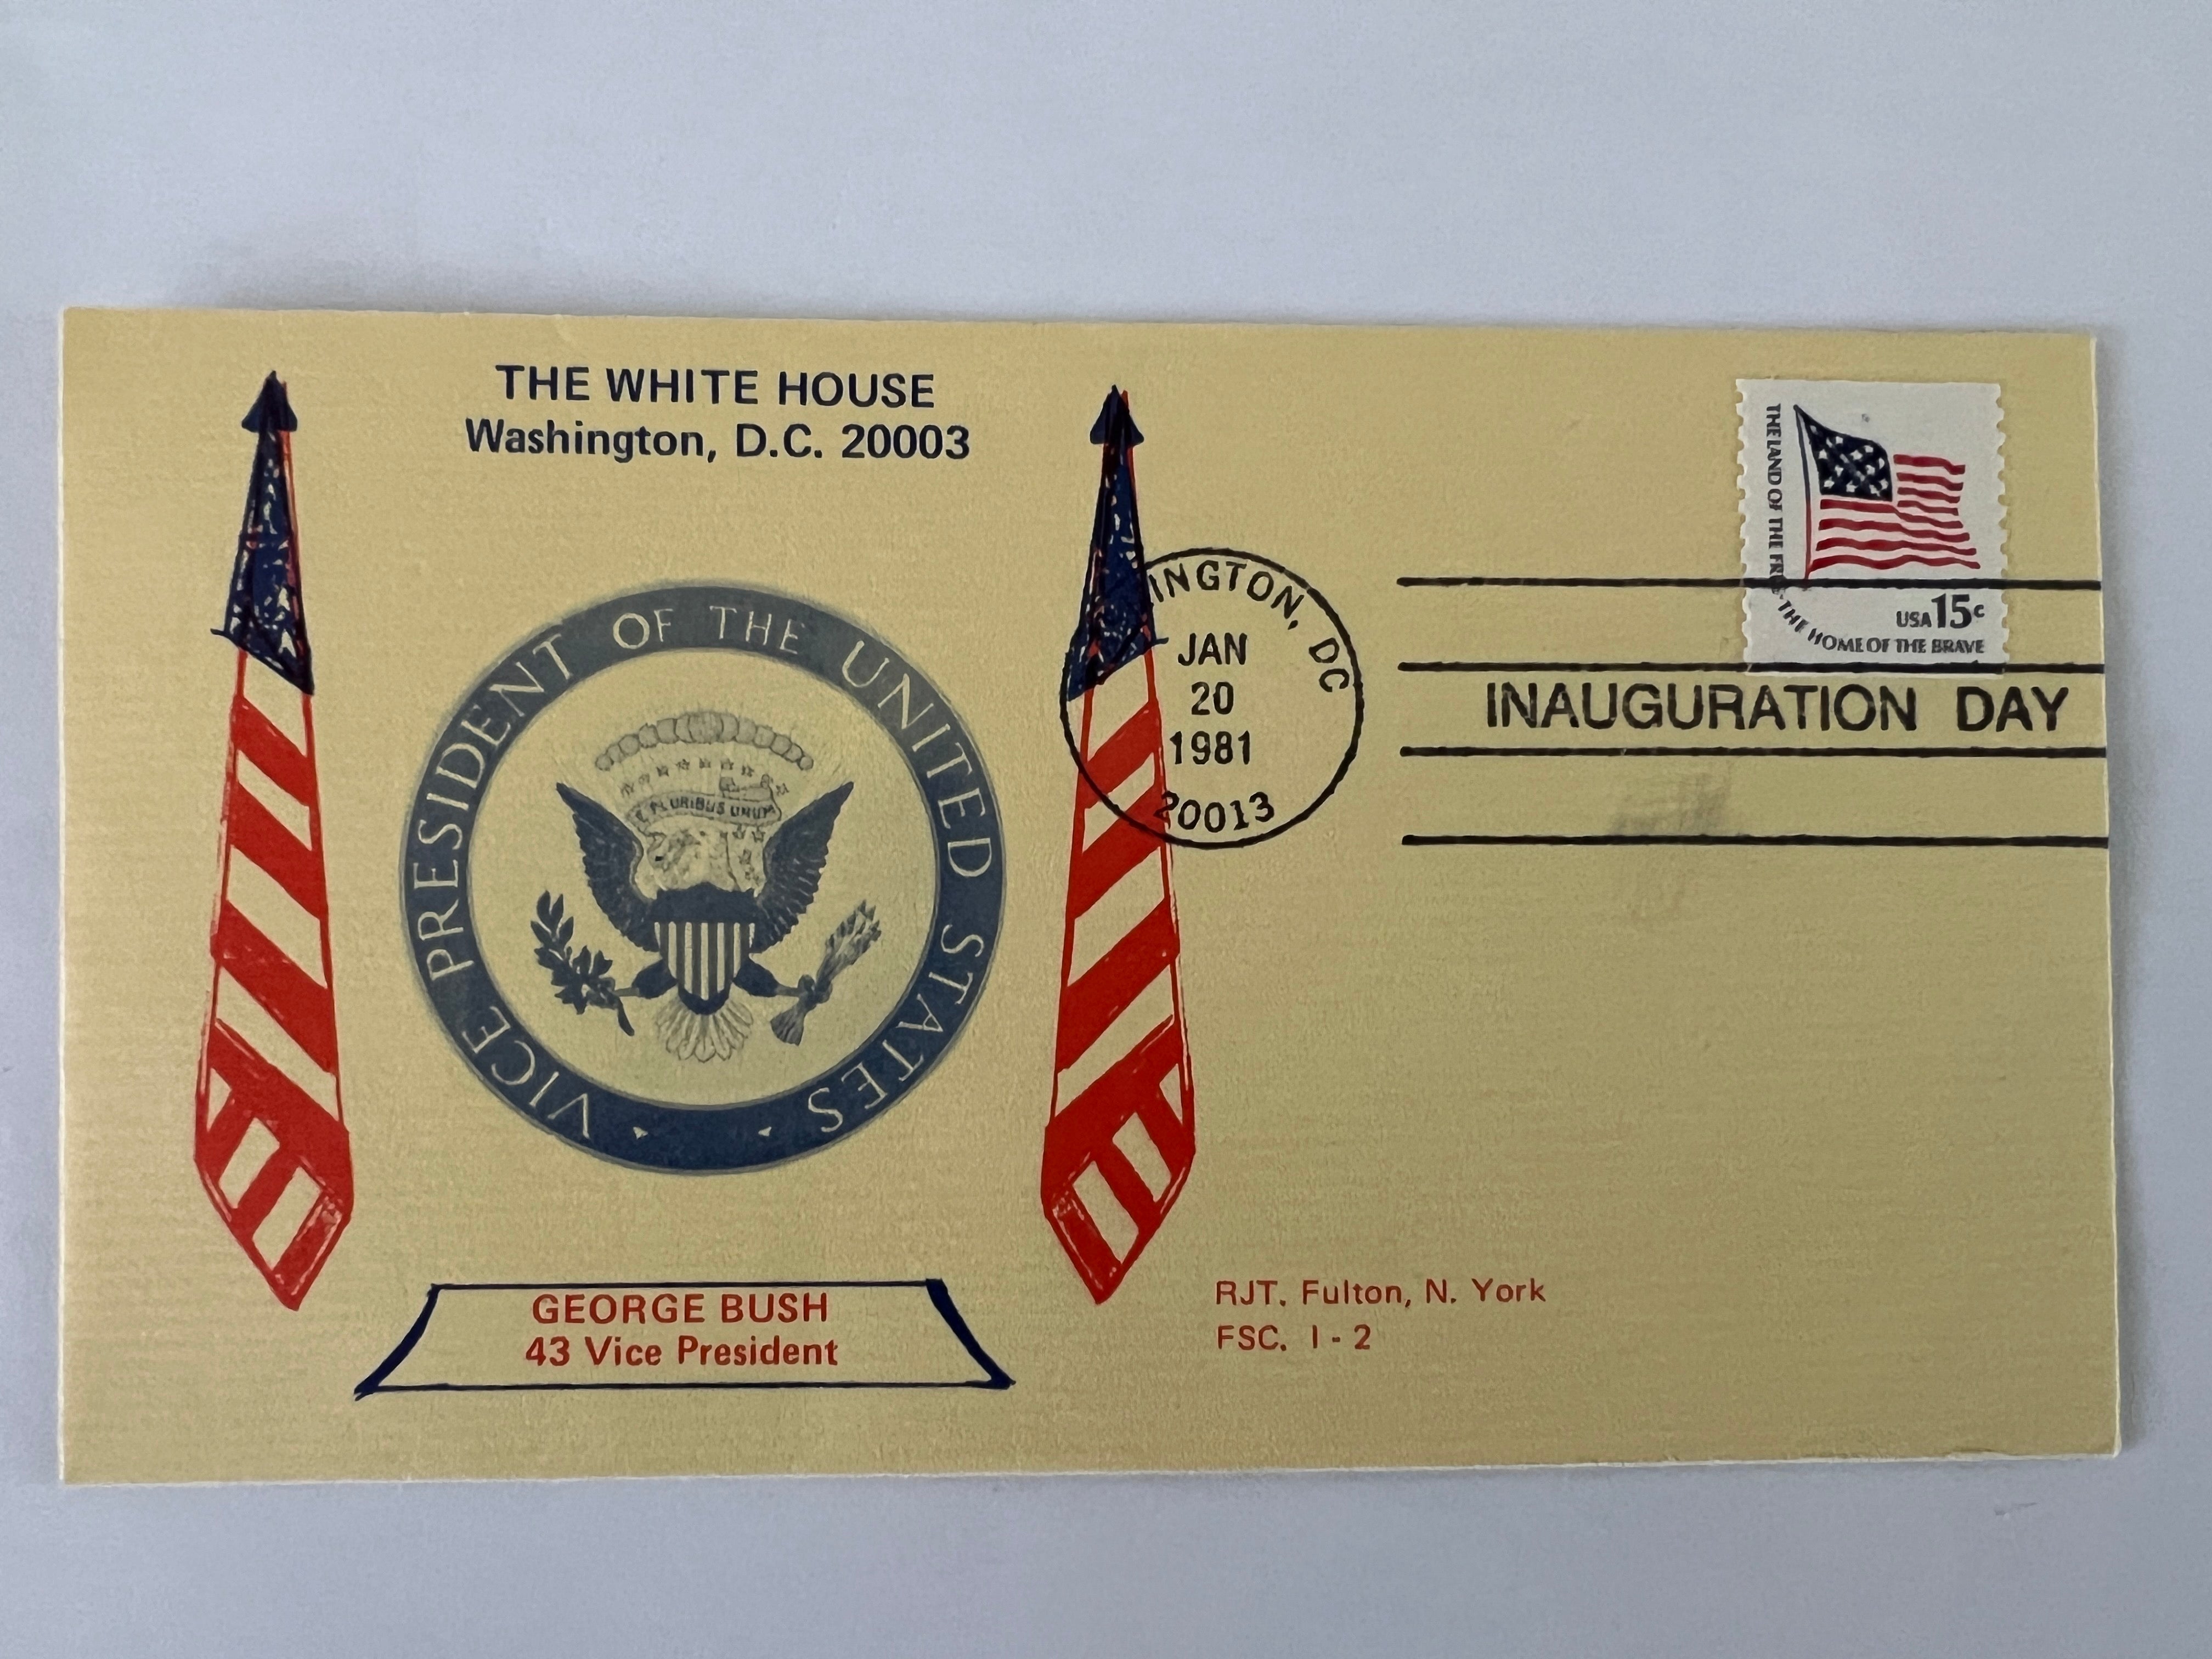 THE WHITE HOUSE
Washington, D.C. 20003
VICE PRESIDENT OF THE UNITED STATES
E PLURIBUS UNUM
GEORGE BUSH
43 Vice President
INGTON, DC
JAN
20
1981
20013
THE LAND OF THE FREE · THE HOME OF THE BRAVE
USA 15c
INAUGURATION DAY
RJT. Fulton, N. York
FSC. I - 2